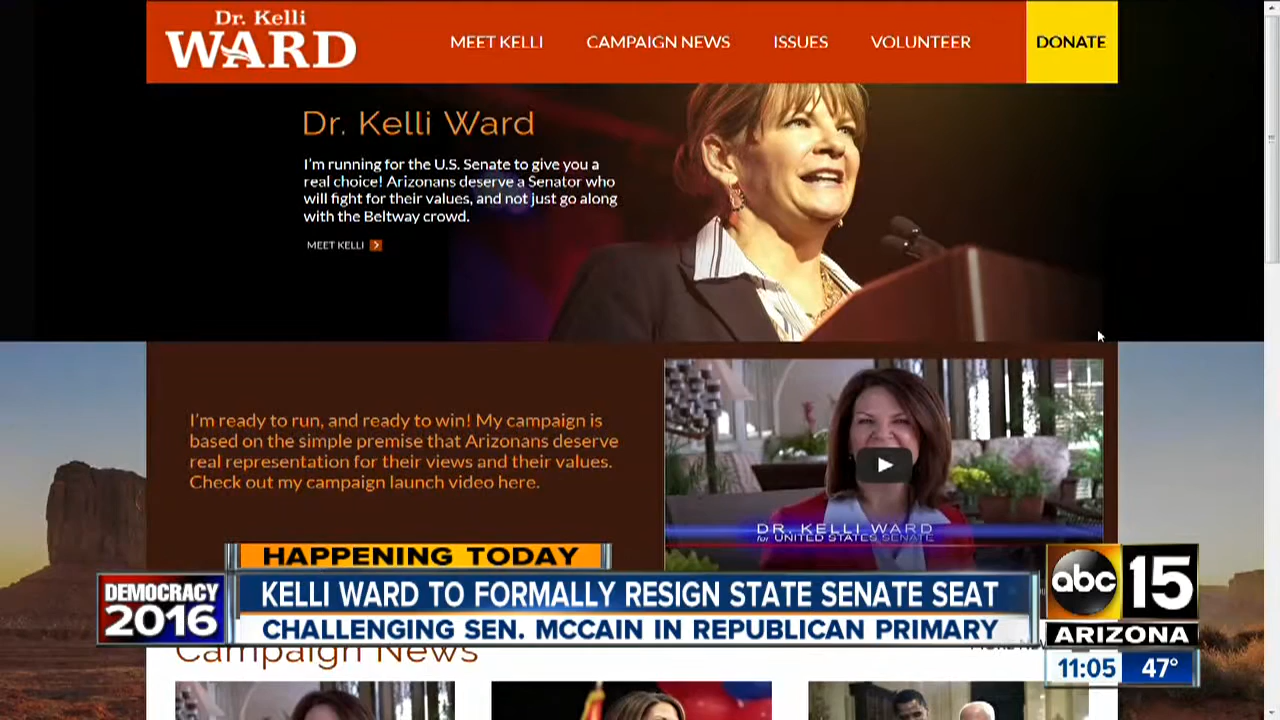 Dr. Kelli
WARD
MEET KELLI
CAMPAIGN NEWS
ISSUES
VOLUNTEER
DONATE
Dr. Kelli Ward
I'm running for the U.S. Senate to give you a
real choice! Arizonans deserve a Senator who
will fight for their values, and not just go along
with the Beltway crowd.
MEET KELLI
I'm ready to run, and ready to win! My campaign is
based on the simple premise that Arizonans deserve
real representation for their views and their values.
Check out my campaign launch video here.
DR. KELLI WARD
for UNITED STATES SENATE
HAPPENING TODAY
DEMOCRACY
2016
KELLI WARD TO FORMALLY RESIGN STATE SENATE SEAT
CHALLENGING SEN. MCCAIN IN REPUBLICAN PRIMARY
abc 15
ARIZONA
11:05 47°
Campaign News